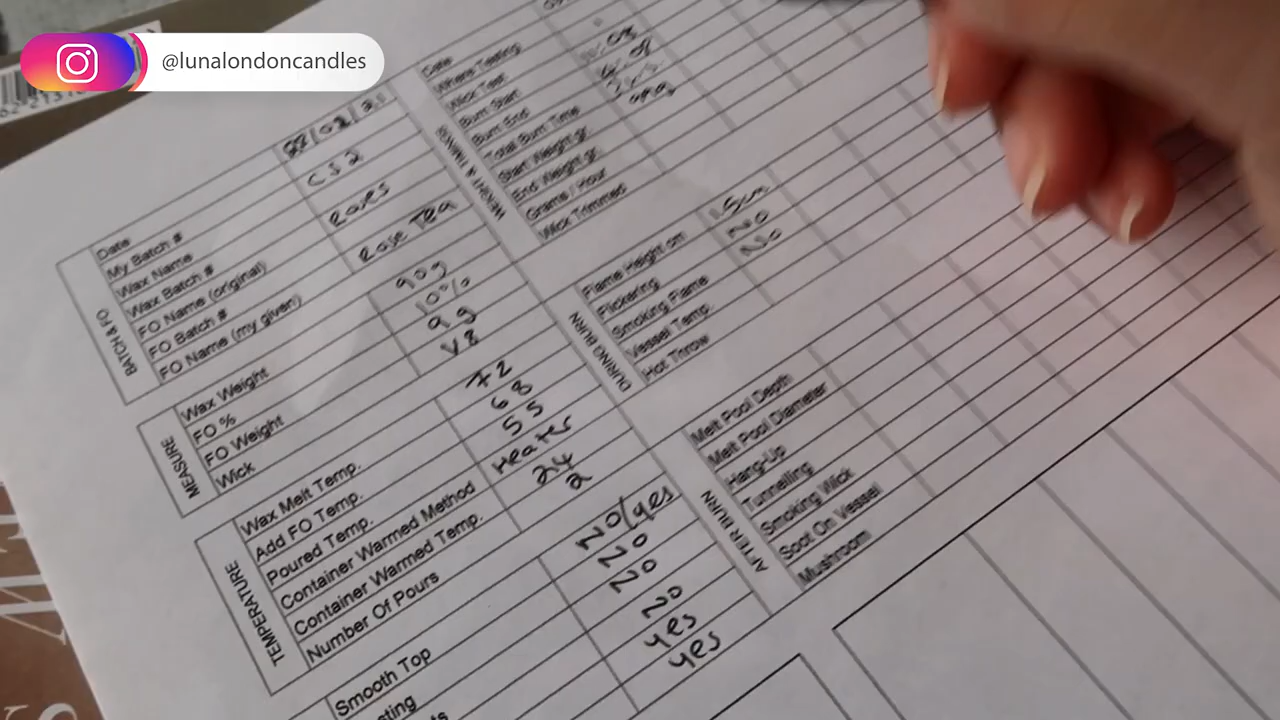 @lunalondoncandles
BATCH & FO
Date
My Batch #
Wax Name CS2
Wax Batch #
FO Name (original) Roses
FO Batch #
FO Name (my given) Rose Tea
MEASURE
Wax Weight 90g
FO % 10%
FO Weight 9g
Wick V8
TEMPERATURE
Wax Melt Temp. 72
Add FO Temp. 68
Poured Temp. 55
Container Warmed Method Heater
Container Warmed Temp. 24
Number Of Pours 2
Smooth Top No/yes
No
No
No
yes
yes
Date
Where Testing
Wick Test
Burn Start
Burn End
Total Burn Time
Start Weight gr.
End Weight gr.
Grams / Hour
Wick Trimmed
DURING BURN
Flame Height cm 1.5cm
Flickering No
Smoking Flame No
Vessel Temp.
Hot Throw
AFTER BURN
Melt Pool Depth
Melt Pool Diameter
Hang-Up
Tunnelling
Smoking Wick
Soot On Vessel
Mushroom